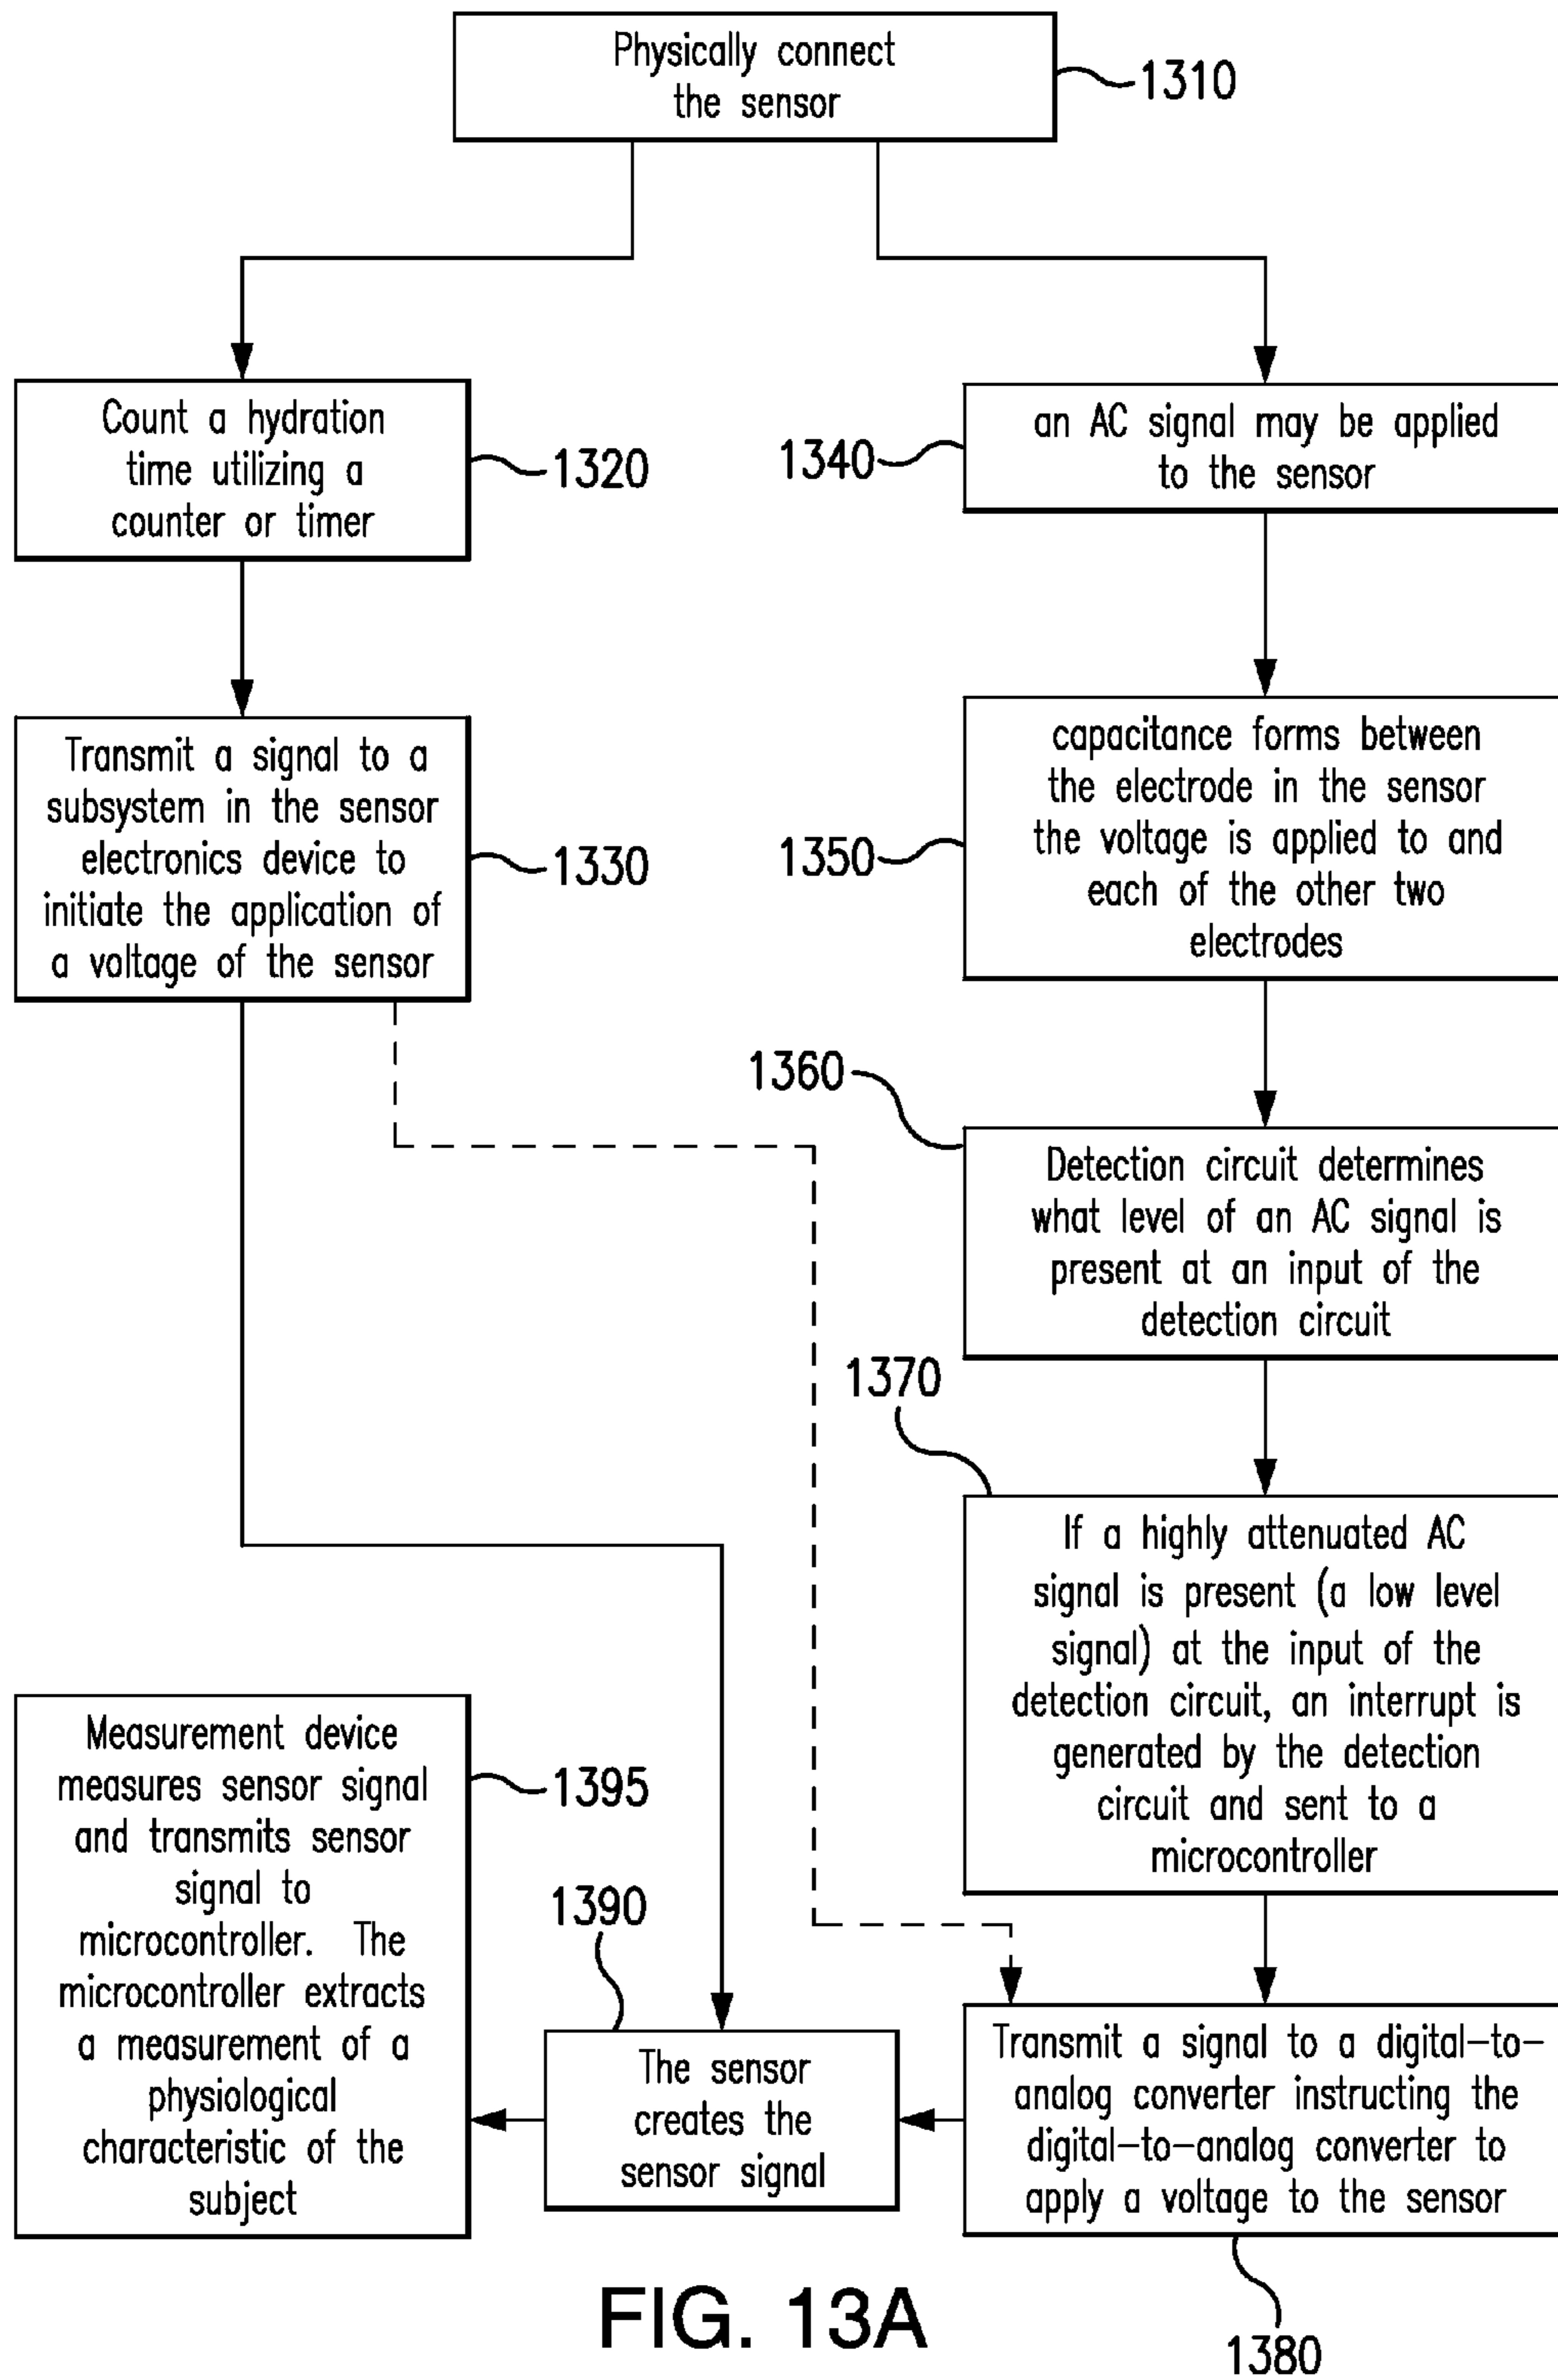 Physically connect
the sensor
1310
Count a hydration
time utilizing a
counter or timer
1320
an AC signal may be applied
to the sensor
1340
Transmit a signal to a
subsystem in the sensor
electronics device to
initiate the application of
a voltage of the sensor
1330
capacitance forms between
the electrode in the sensor
the voltage is applied to and
each of the other two
electrodes
1350
1360
Detection circuit determines
what level of an AC signal is
present at an input of the
detection circuit
1370
If a highly attenuated AC
signal is present (a low level
signal) at the input of the
detection circuit, an interrupt is
generated by the detection
circuit and sent to a
microcontroller
Measurement device
measures sensor signal
and transmits sensor
signal to
microcontroller. The
microcontroller extracts
a measurement of a
physiological
characteristic of the
subject
1395
1390
The sensor
creates the
sensor signal
Transmit a signal to a digital-to-
analog converter instructing the
digital-to-analog converter to
apply a voltage to the sensor
1380
FIG. 13A